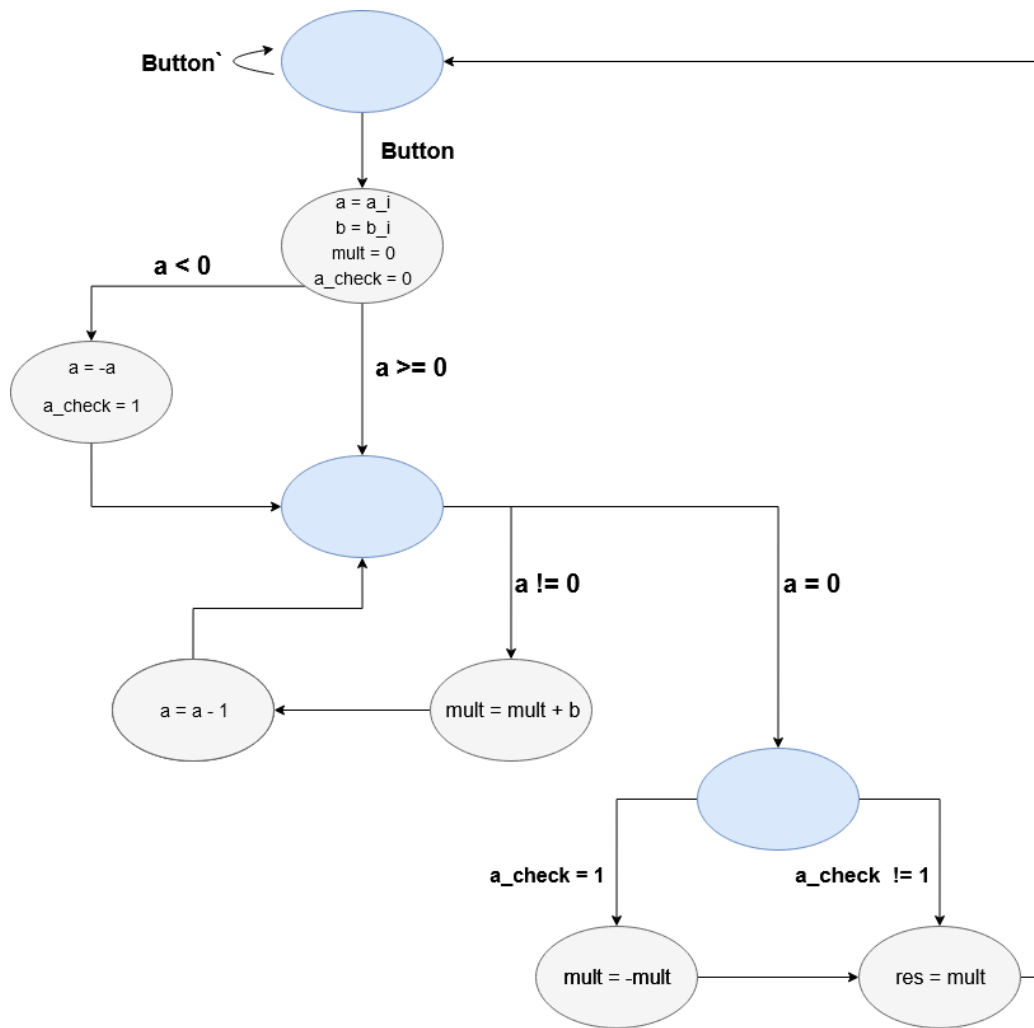 Button`
Button
a = a_i
b = b_i
mult = 0
a_check = 0
a < 0
a >= 0
a = -a
a_check = 1
a != 0
a = 0
a = a - 1
mult = mult + b
a_check = 1
a_check != 1
mult = -mult
res = mult